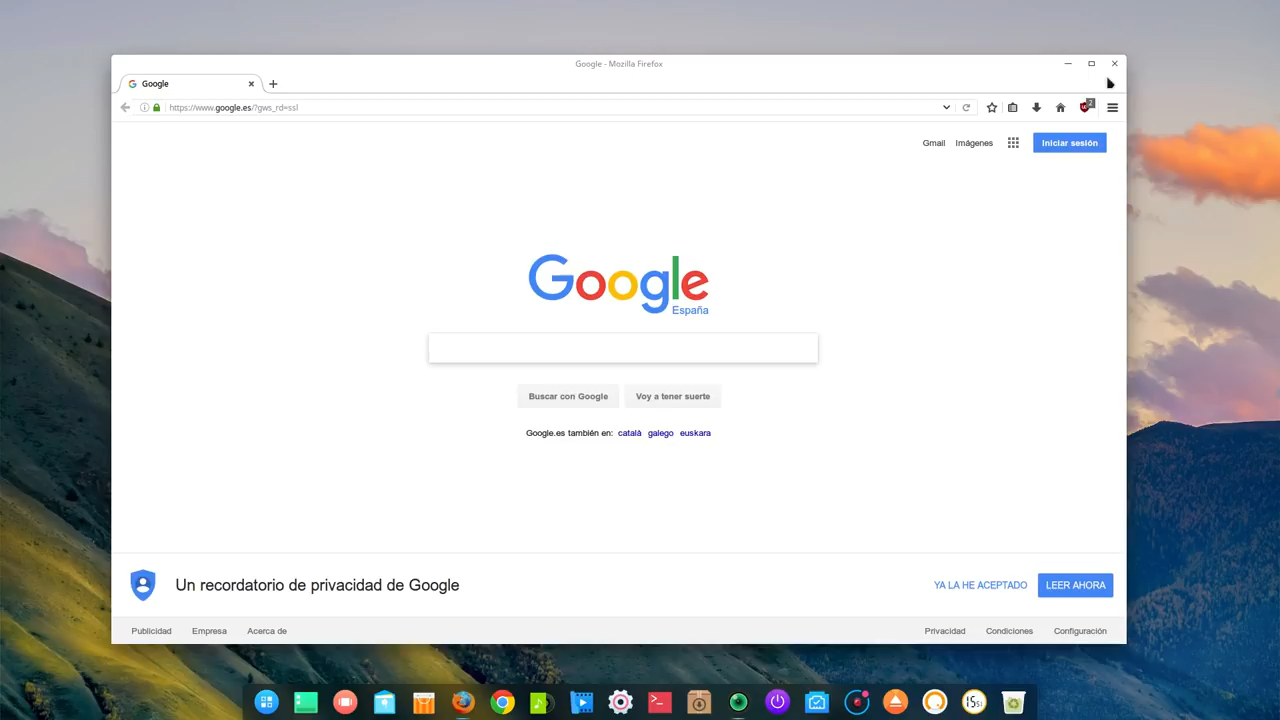 Google - Mozilla Firefox
Google
https://www.google.es/?gws_rd=ssl
2
Gmail Imágenes Iniciar sesión
Google
España
Buscar con Google Voy a tener suerte
Google.es también en: català galego euskara
Un recordatorio de privacidad de Google YA LA HE ACEPTADO LEER AHORA
Publicidad Empresa Acerca de Privacidad Condiciones Configuración